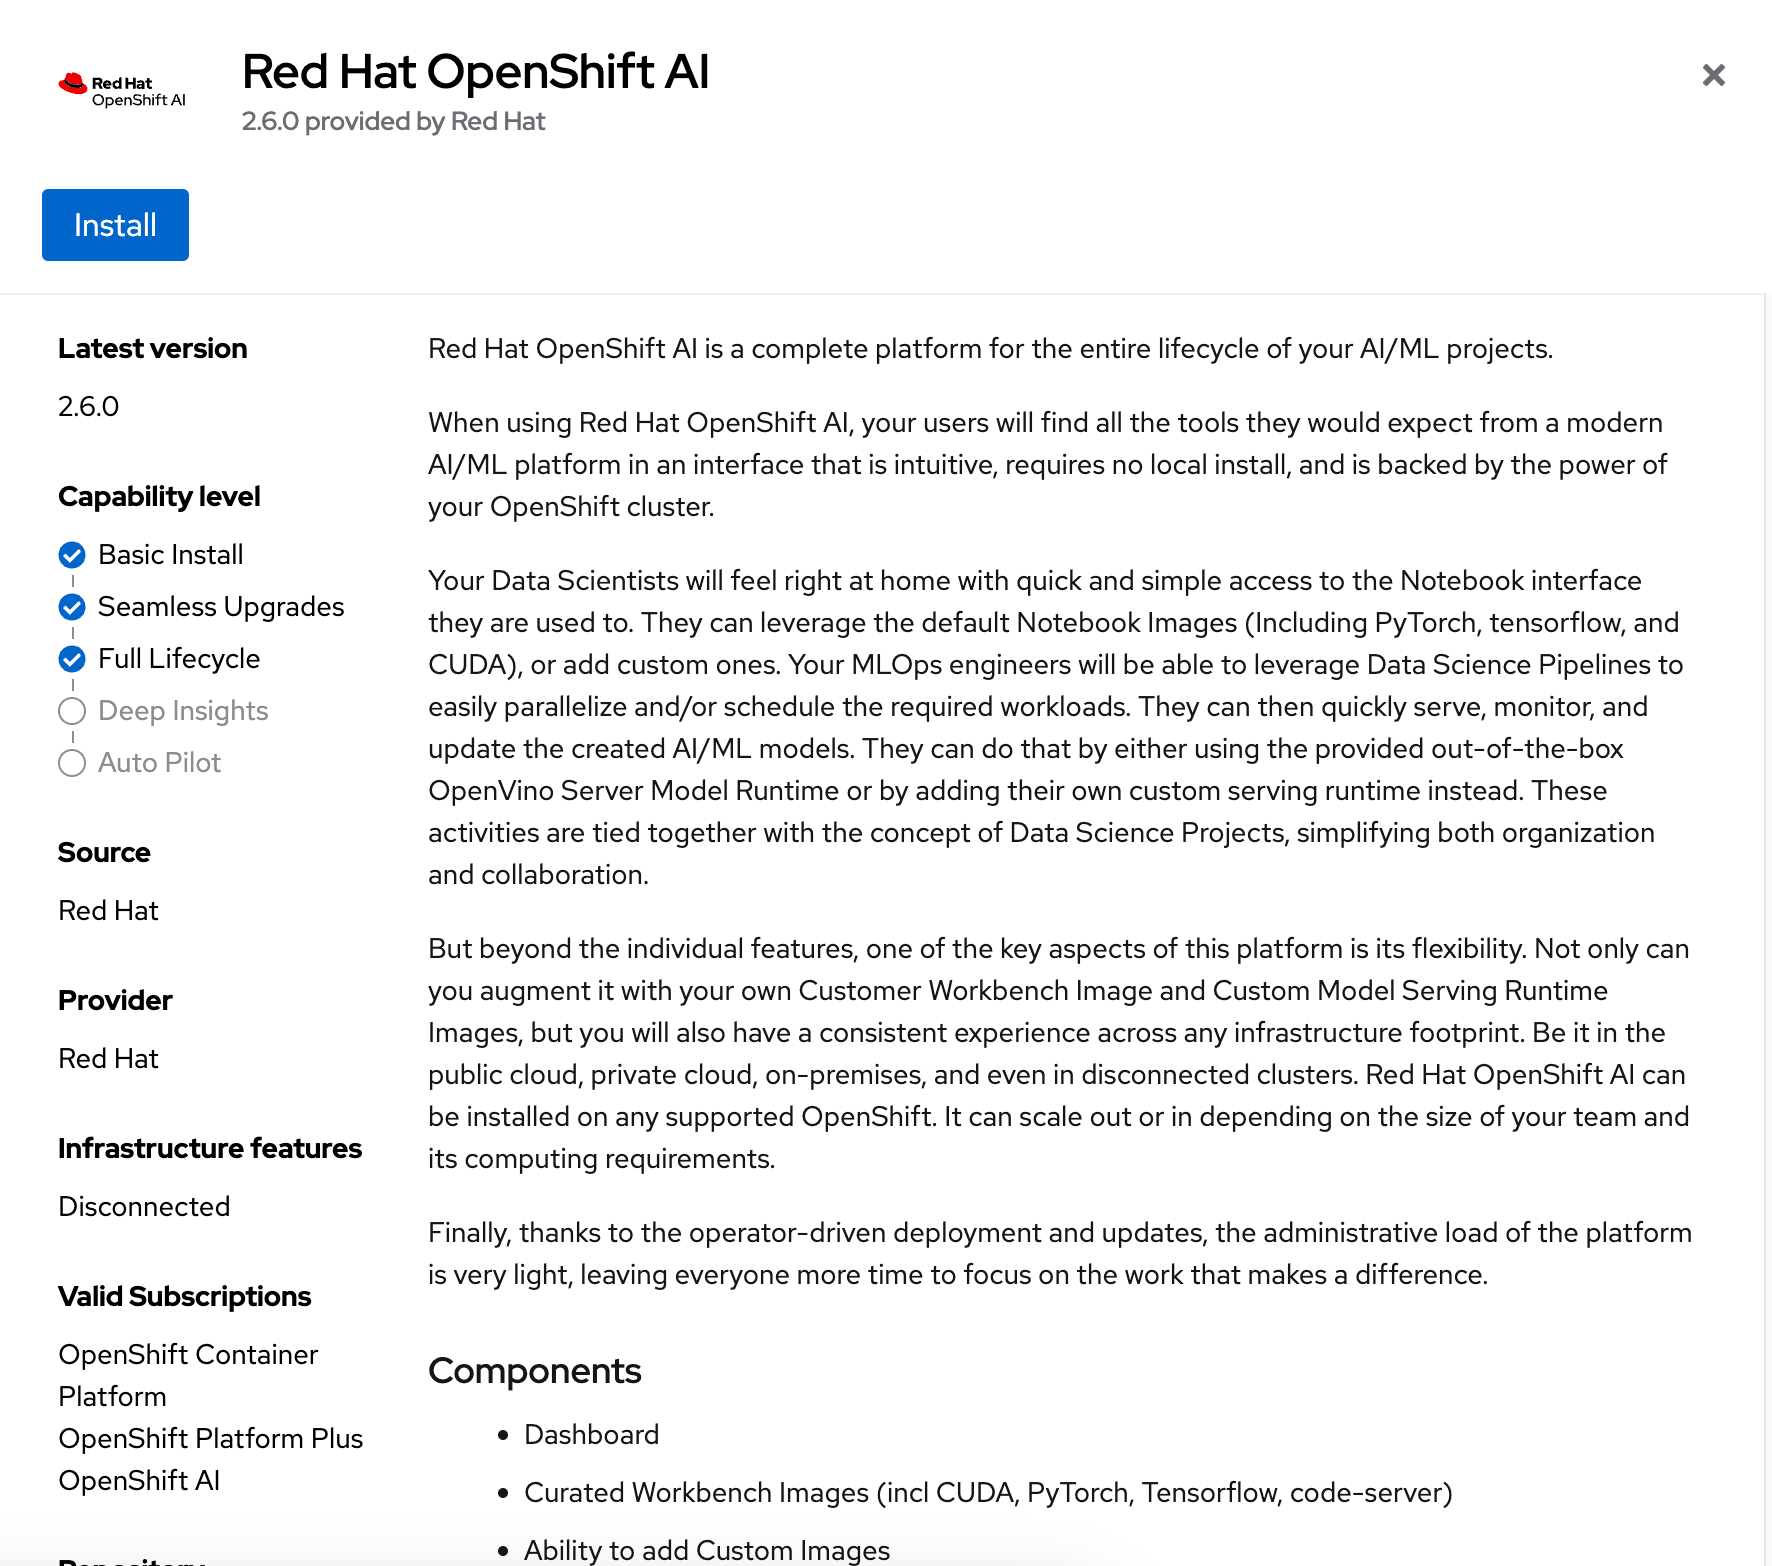 Red Hat
OpenShift AI
Red Hat OpenShift AI
2.6.0 provided by Red Hat
Install
Latest version
2.6.0
Capability level
Basic Install
Seamless Upgrades
Full Lifecycle
Deep Insights
Auto Pilot
Source
Red Hat
Provider
Red Hat
Infrastructure features
Disconnected
Valid Subscriptions
OpenShift Container
Platform
OpenShift Platform Plus
OpenShift AI
Repository
Red Hat OpenShift AI is a complete platform for the entire lifecycle of your AI/ML projects.
When using Red Hat OpenShift AI, your users will find all the tools they would expect from a modern
AI/ML platform in an interface that is intuitive, requires no local install, and is backed by the power of
your OpenShift cluster.
Your Data Scientists will feel right at home with quick and simple access to the Notebook interface
they are used to. They can leverage the default Notebook Images (Including PyTorch, tensorflow, and
CUDA), or add custom ones. Your MLOps engineers will be able to leverage Data Science Pipelines to
easily parallelize and/or schedule the required workloads. They can then quickly serve, monitor, and
update the created AI/ML models. They can do that by either using the provided out-of-the-box
OpenVino Server Model Runtime or by adding their own custom serving runtime instead. These
activities are tied together with the concept of Data Science Projects, simplifying both organization
and collaboration.
But beyond the individual features, one of the key aspects of this platform is its flexibility. Not only can
you augment it with your own Customer Workbench Image and Custom Model Serving Runtime
Images, but you will also have a consistent experience across any infrastructure footprint. Be it in the
public cloud, private cloud, on-premises, and even in disconnected clusters. Red Hat OpenShift AI can
be installed on any supported OpenShift. It can scale out or in depending on the size of your team and
its computing requirements.
Finally, thanks to the operator-driven deployment and updates, the administrative load of the platform
is very light, leaving everyone more time to focus on the work that makes a difference.
Components
• Dashboard
• Curated Workbench Images (incl CUDA, PyTorch, Tensorflow, code-server)
• Ability to add Custom Images